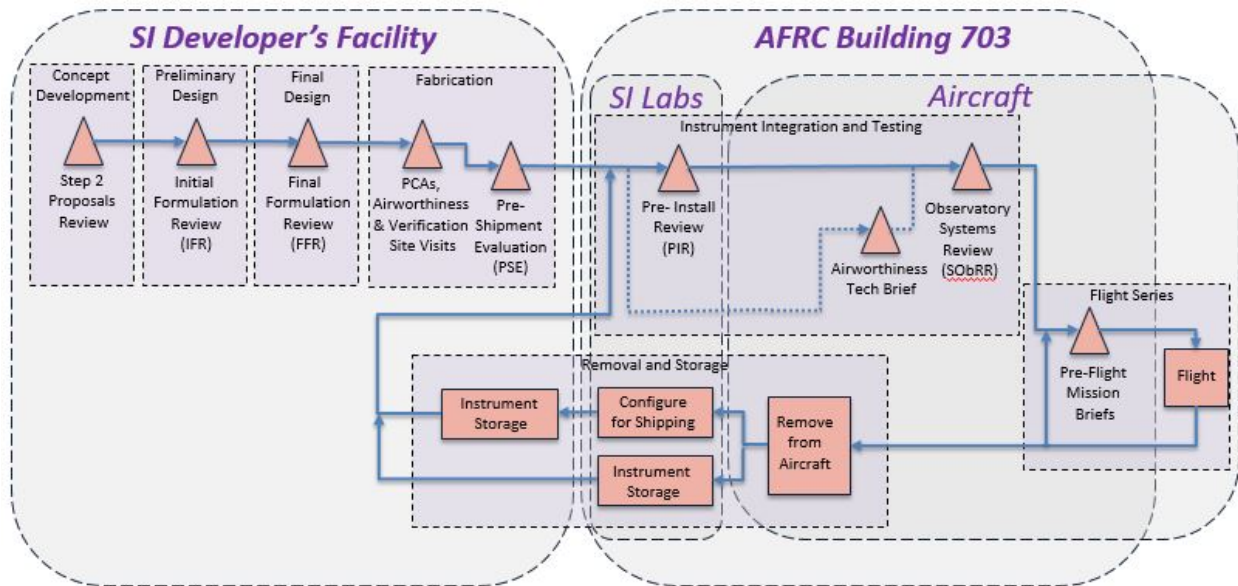 SI Developer's Facility
AFRC Building 703
Concept
Development
Preliminary
Design
Final
Design
Fabrication
SI Labs
Aircraft
Instrument Integration and Testing
Step 2
Proposals
Review
Initial
Formulation
Review
(IFR)
Final
Formulation
Review
(FFR)
PCAs,
Airworthiness
& Verification
Site Visits
Pre-
Shipment
Evaluation
(PSE)
Pre- Install
Review
(PIR)
Airworthiness
Tech Brief
Observatory
Systems
Review
(SObRR)
Flight Series
Pre-Flight
Mission
Briefs
Flight
Removal and Storage
Instrument
Storage
Configure
for Shipping
Instrument
Storage
Remove
from
Aircraft